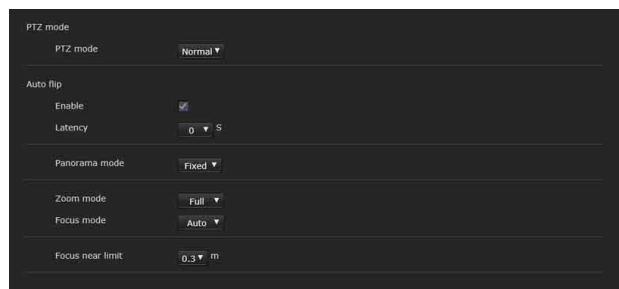 PTZ mode
PTZ mode Normal
Auto flip
Enable
Latency 0 S
Panorama mode Fixed
Zoom mode Full
Focus mode Auto
Focus near limit 0.3 m